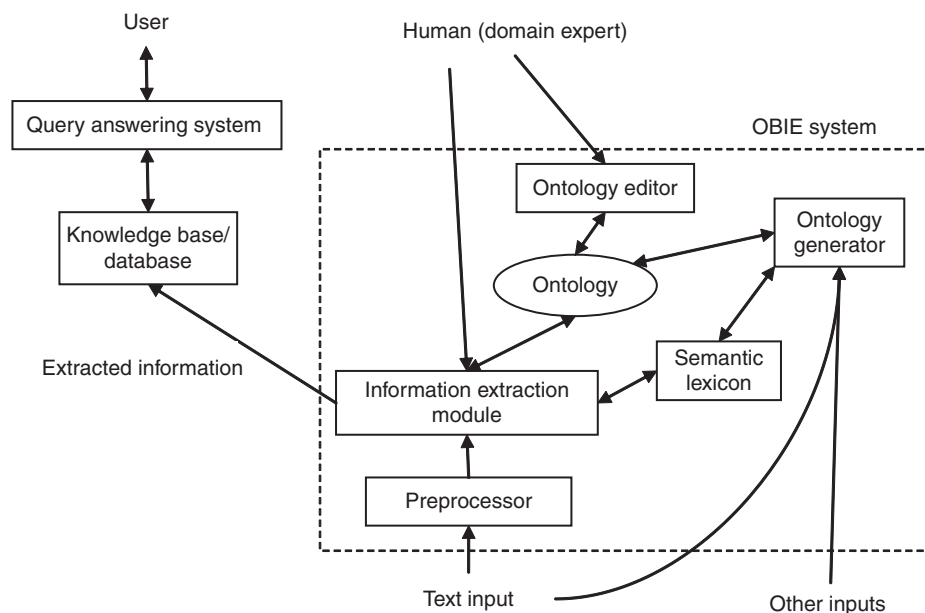 User
Human (domain expert)
Query answering system
OBIE system
Ontology editor
Knowledge base/
database
Ontology
generator
Ontology
Extracted information
Semantic
lexicon
Information extraction
module
Preprocessor
Text input
Other inputs